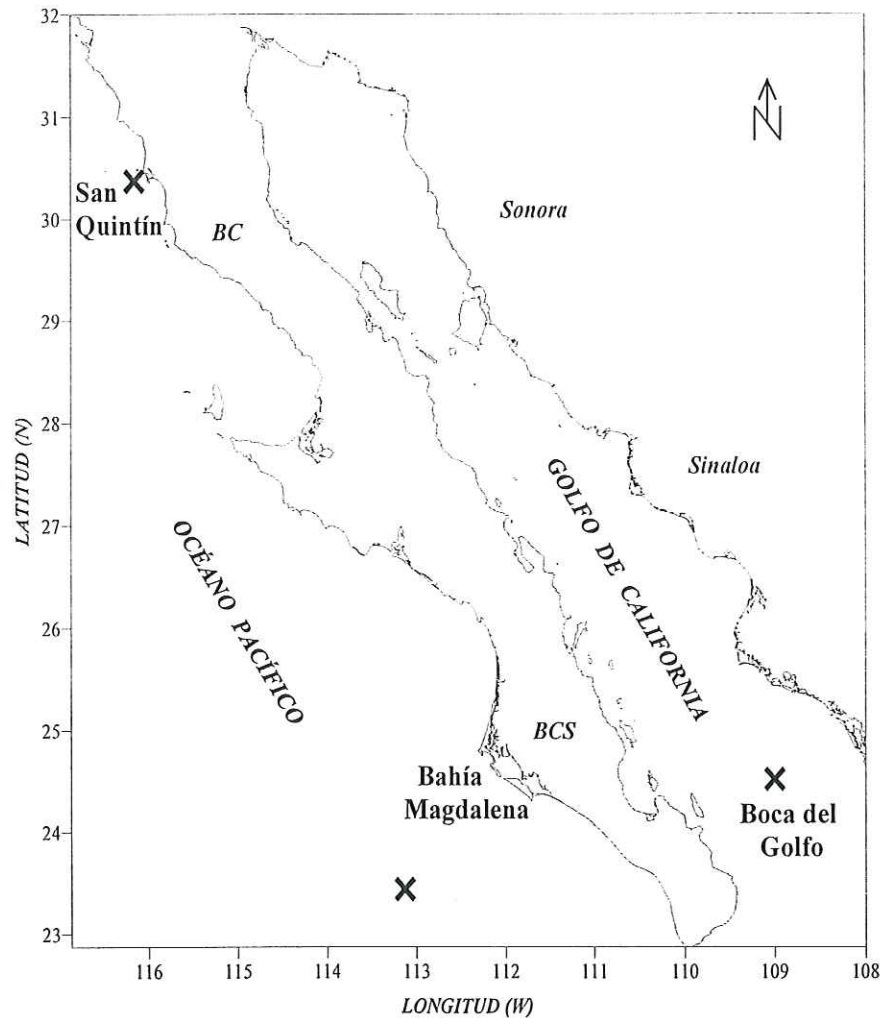 32
31
30
29
28
27
26
25
24
23
LATITUD (N)
116
115
114
113
112
111
110
109
108
LONGITUD (W)
N
San
Quintín
BC
Sonora
Sinaloa
GOLFO DE CALIFORNIA
OCÉANO PACÍFICO
BCS
Bahía
Magdalena
Boca del
Golfo